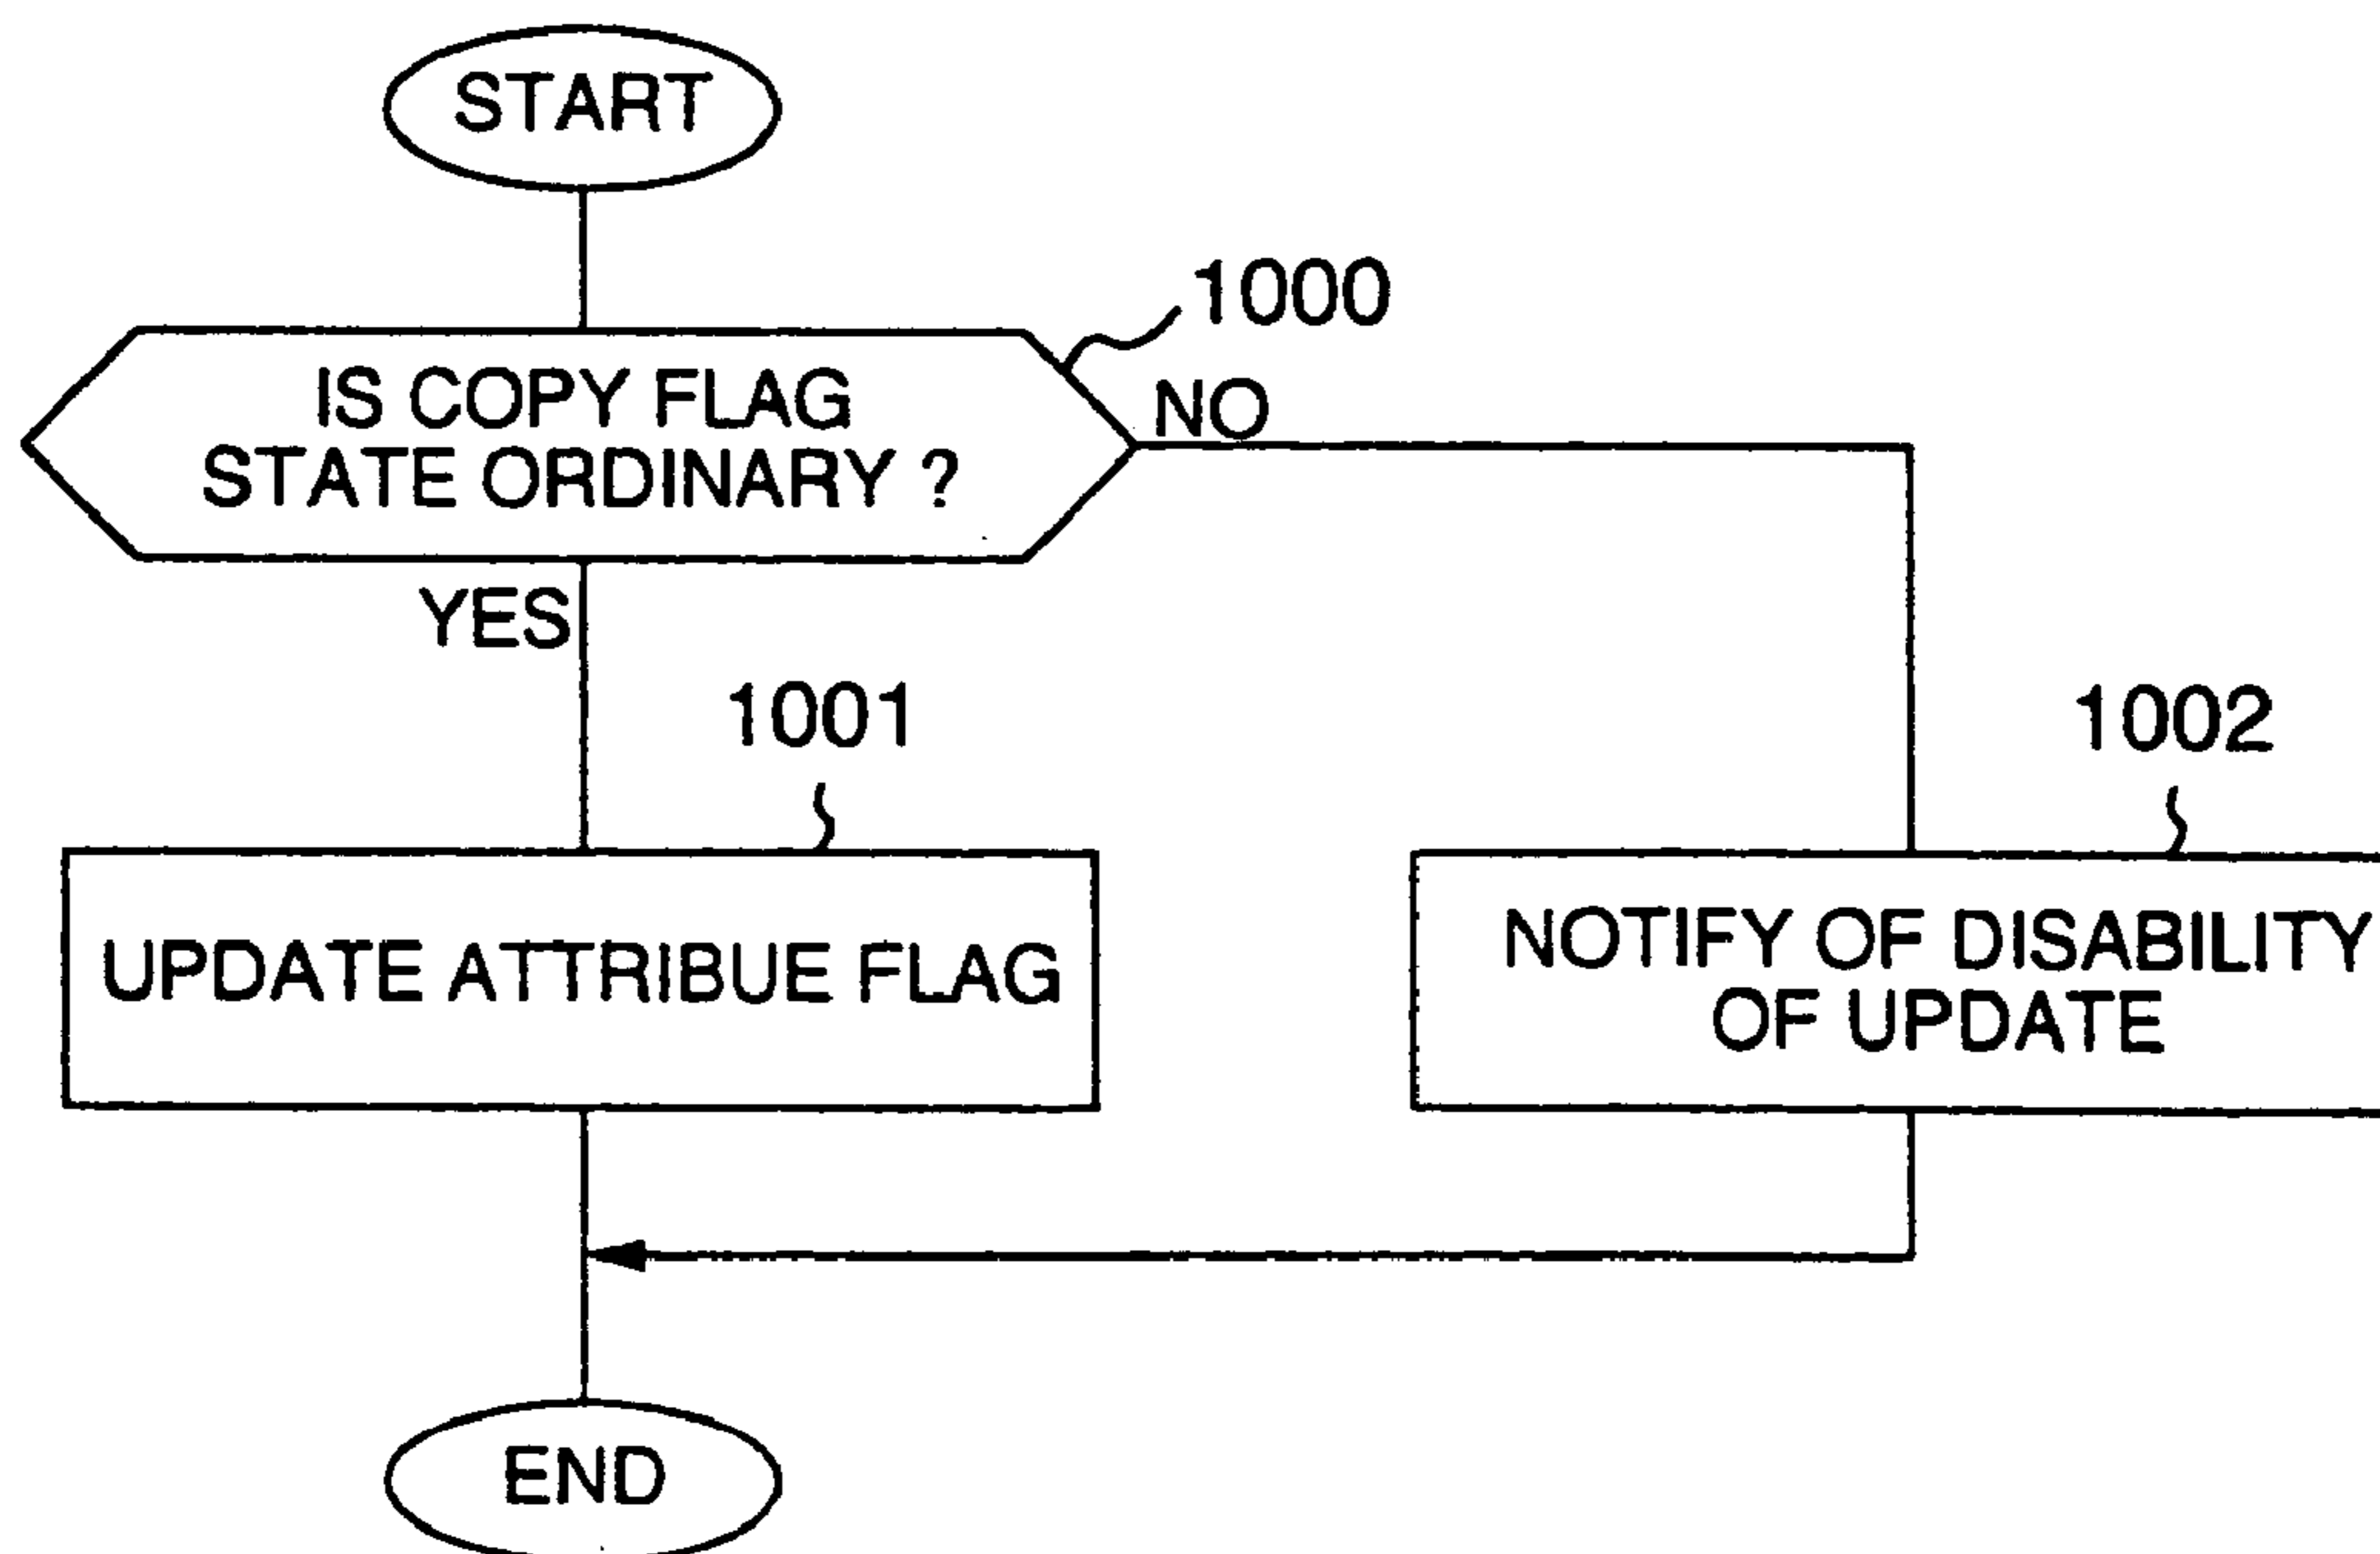 START
1000
IS COPY FLAG
STATE ORDINARY ?
NO
YES
1001
1002
UPDATE ATTRIBUE FLAG
NOTIFY OF DISABILITY
OF UPDATE
END